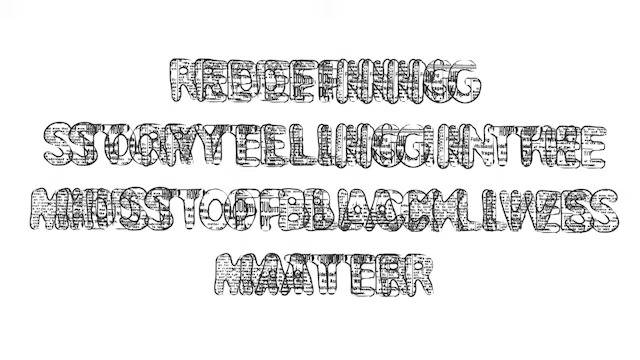 REDEFINING
STORYTELLING IN THE
MIDST OF BLACK LIVES
MATTER